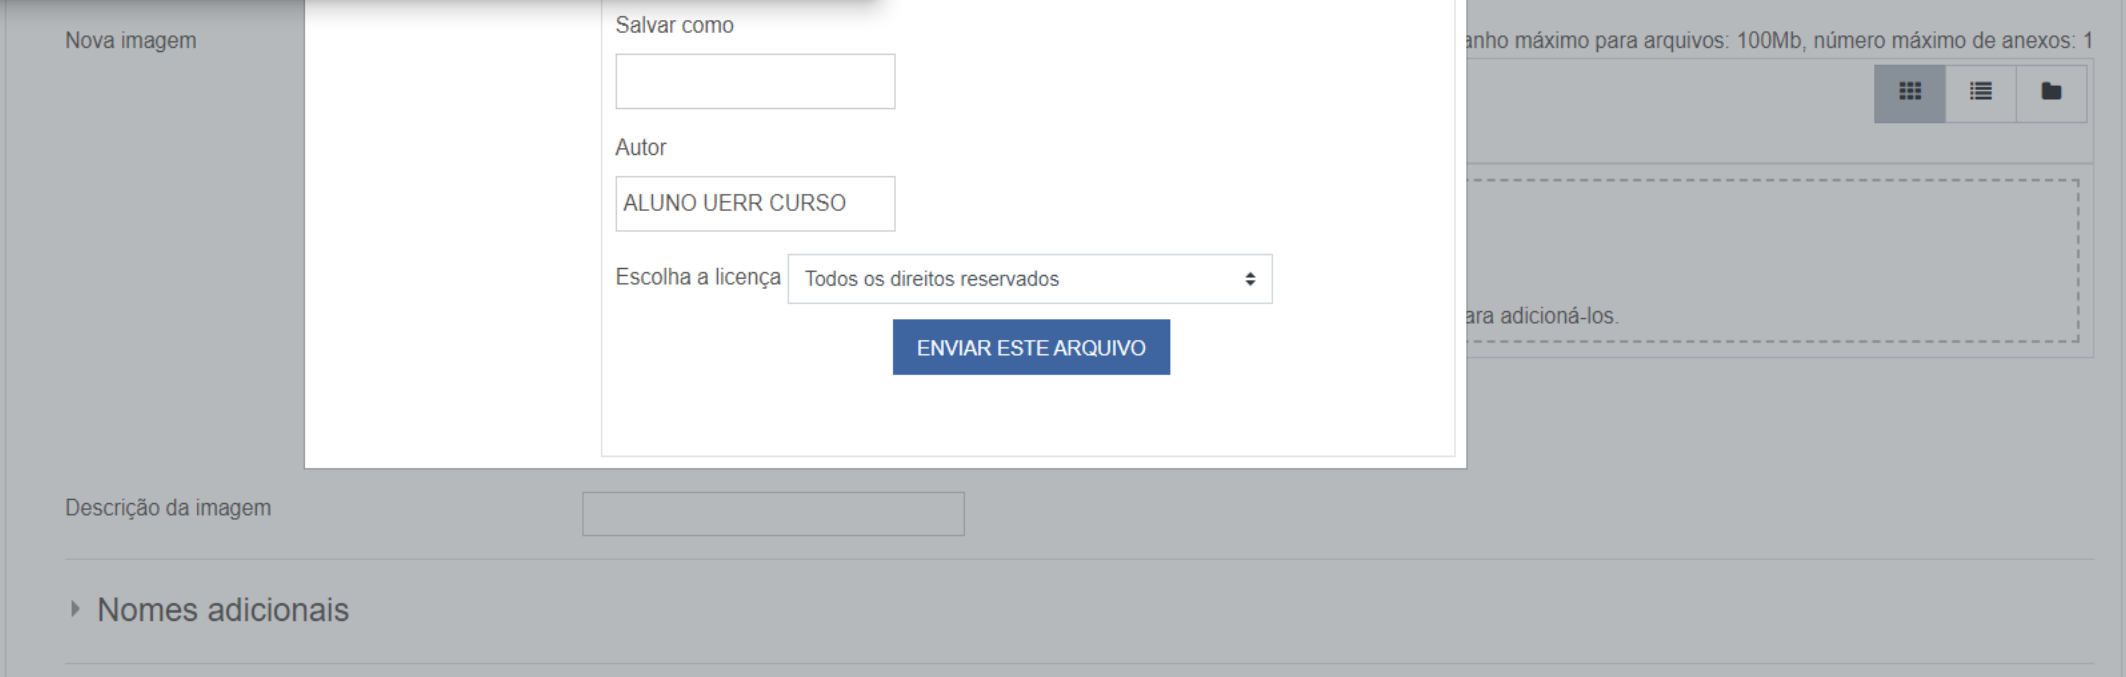 Salvar como
Nova imagem
anho máximo para arquivos: 100Mb, número máximo de anexos: 1
Autor
ALUNO UERR CURSO
Escolha a licença
Todos os direitos reservados
ara adicioná-los.
ENVIAR ESTE ARQUIVO
Descrição da imagem
Nomes adicionais